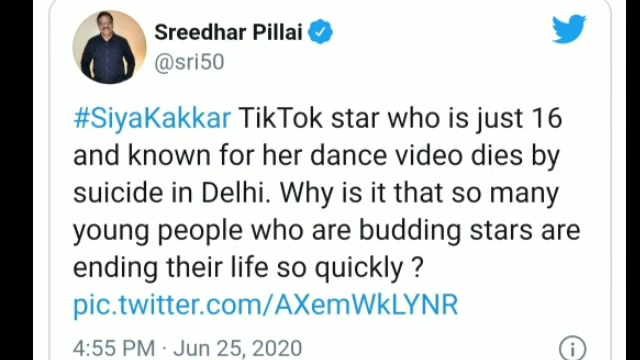 Sreedhar Pillai
@sri50
#SiyaKakkar TikTok star who is just 16
and known for her dance video dies by
suicide in Delhi. Why is it that so many
young people who are budding stars are
ending their life so quickly ?
pic.twitter.com/AXemWkLYNR
4:55 PM · Jun 25, 2020